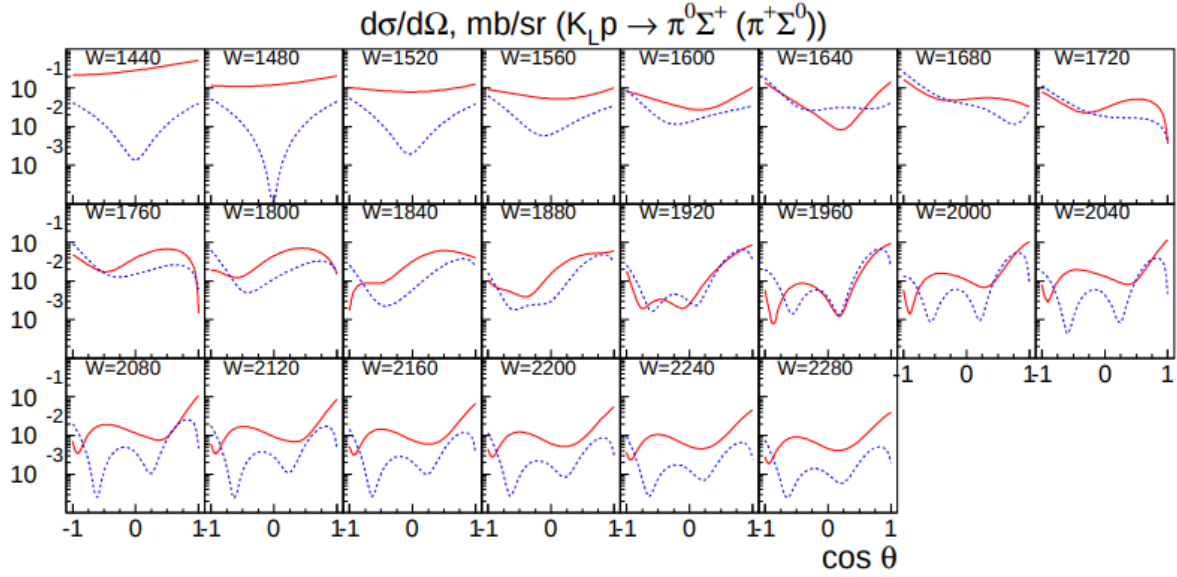 dσ/dΩ, mb/sr (K_L p → π⁰Σ⁺ (π⁺Σ⁰))
W=1440 W=1480 W=1520 W=1560 W=1600 W=1640 W=1680 W=1720
-1
10
-2
10
-3
10
W=1760 W=1800 W=1840 W=1880 W=1920 W=1960 W=2000 W=2040
-1
10
-2
10
-3
10
W=2080 W=2120 W=2160 W=2200 W=2240 W=2280
-1 0 1 -1 0 1
-1
10
-2
10
-3
10
-1 0 1 -1 0 1 -1 0 1 -1 0 1 -1 0 1 -1 0 1
cos θ